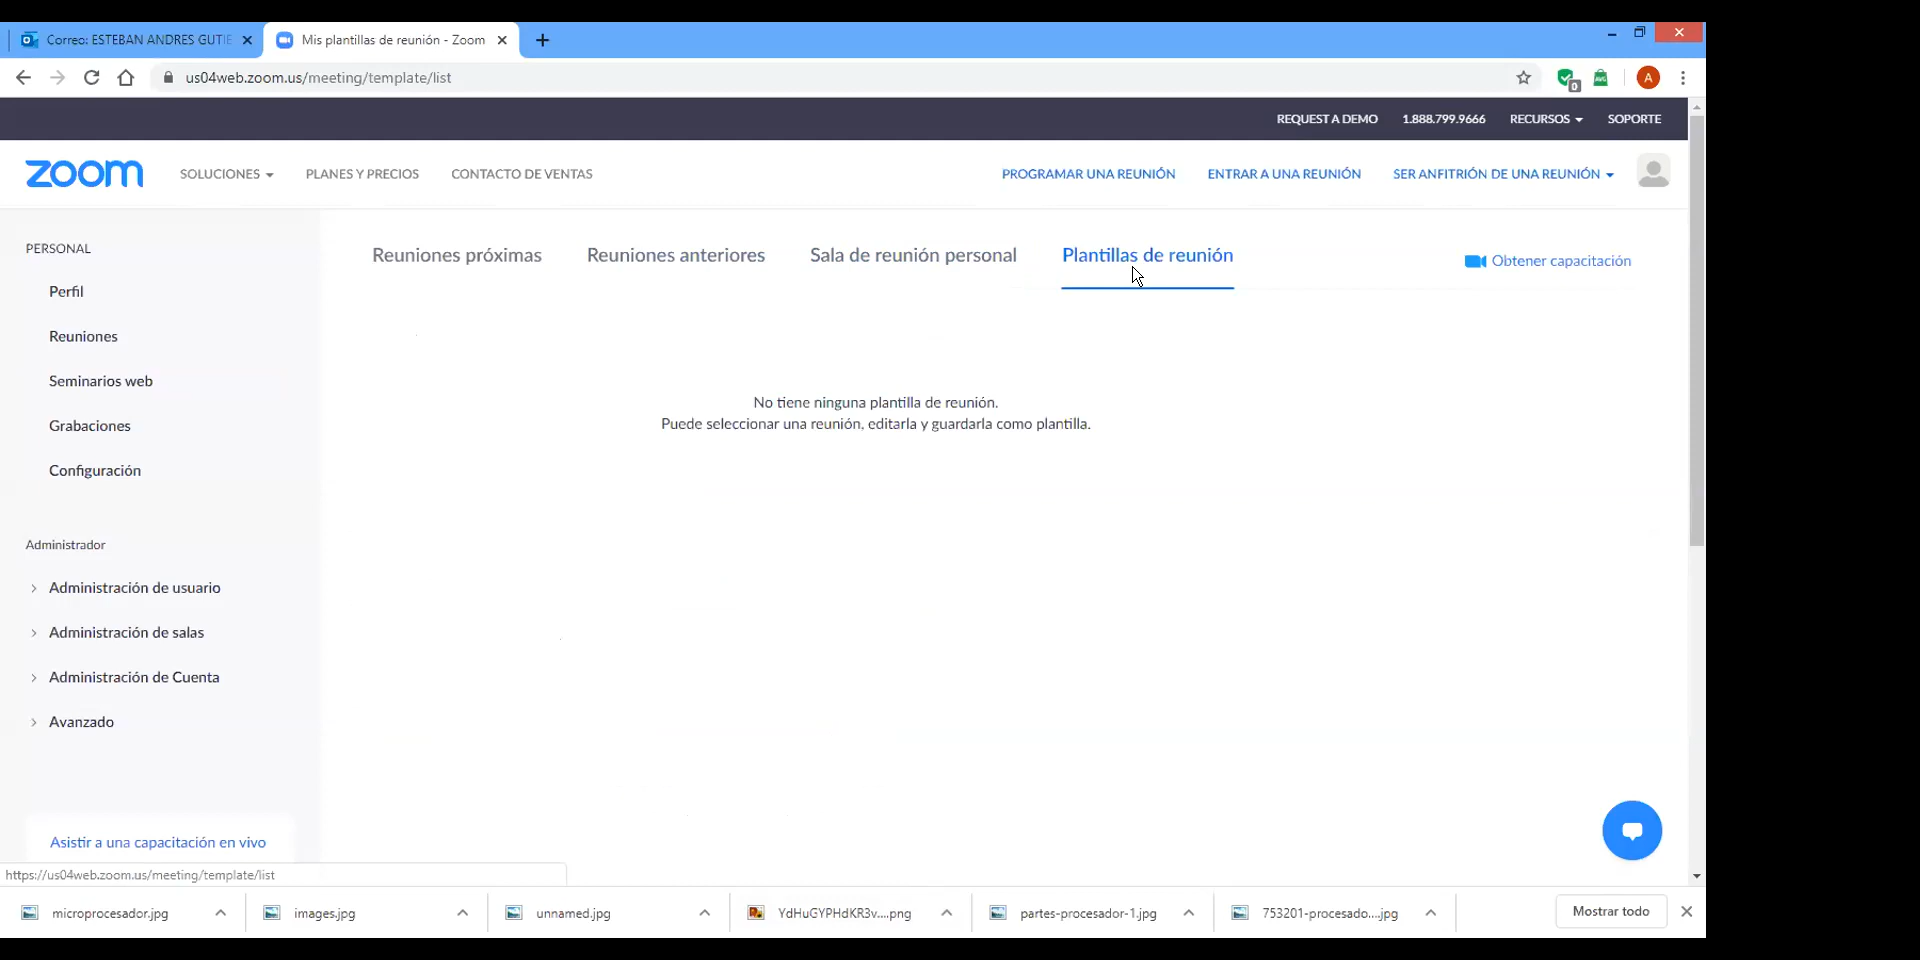 Correo: ESTEBAN ANDRES GUTIE
Mis plantillas de reunión - Zoom
us04web.zoom.us/meeting/template/list
0
A
REQUEST A DEMO
1.888.799.9666
RECURSOS
SOPORTE
zoom
SOLUCIONES
PLANES Y PRECIOS
CONTACTO DE VENTAS
PROGRAMAR UNA REUNIÓN
ENTRAR A UNA REUNIÓN
SER ANFITRIÓN DE UNA REUNIÓN
PERSONAL
Perfil
Reuniones
Seminarios web
Grabaciones
Configuración
Administrador
Administración de usuario
Administración de salas
Administración de Cuenta
Avanzado
Asistir a una capacitación en vivo
Reuniones próximas
Reuniones anteriores
Sala de reunión personal
Plantillas de reunión
Obtener capacitación
No tiene ninguna plantilla de reunión.
Puede seleccionar una reunión, editarla y guardarla como plantilla.
https://us04web.zoom.us/meeting/template/list
microprocesador.jpg
images.jpg
unnamed.jpg
YdHuGYPHdKR3v....png
partes-procesador-1.jpg
753201-procesado....jpg
Mostrar todo